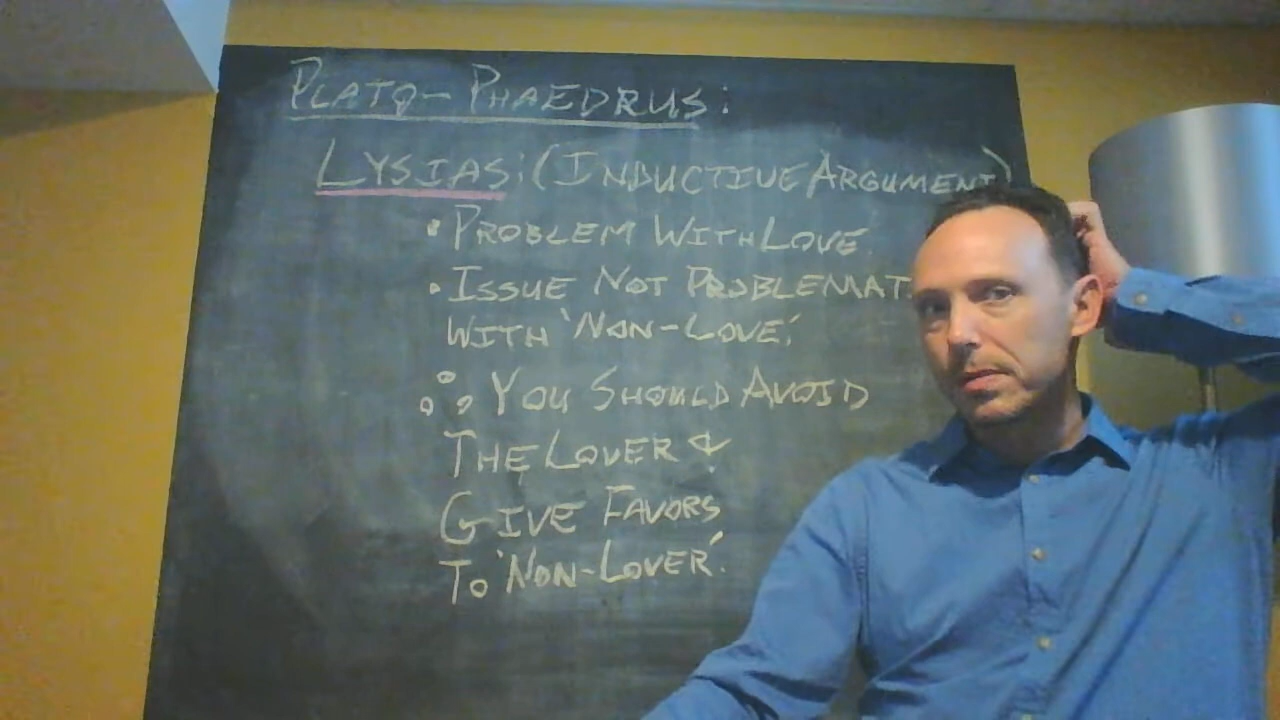 PLATO-PHAEDRUS:
LYSIAS: (INDUCTIVE ARGUMENT)
• PROBLEM WITH LOVE
• ISSUE NOT PROBLEMAT
WITH 'NON-LOVE'.
∴ YOU SHOULD AVOID
THE LOVER &
GIVE FAVORS
TO 'NON-LOVER'.